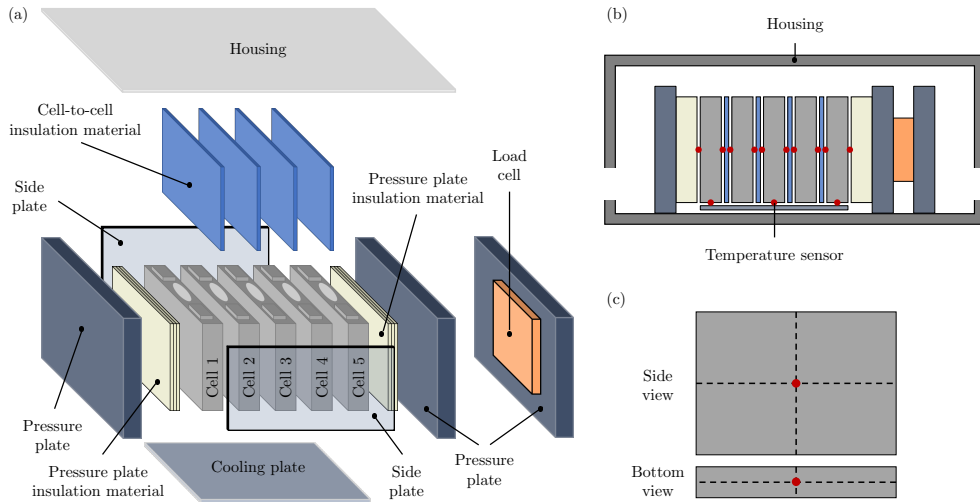 (a)
Housing
Cell-to-cell
insulation material
Side
plate
Pressure plate
insulation material
Load
cell
Cell 1
Cell 2
Cell 3
Cell 4
Cell 5
Pressure
plate
Pressure plate
insulation material
Cooling plate
Side
plate
Pressure
plate
(b)
Housing
Temperature sensor
(c)
Side
view
Bottom
view